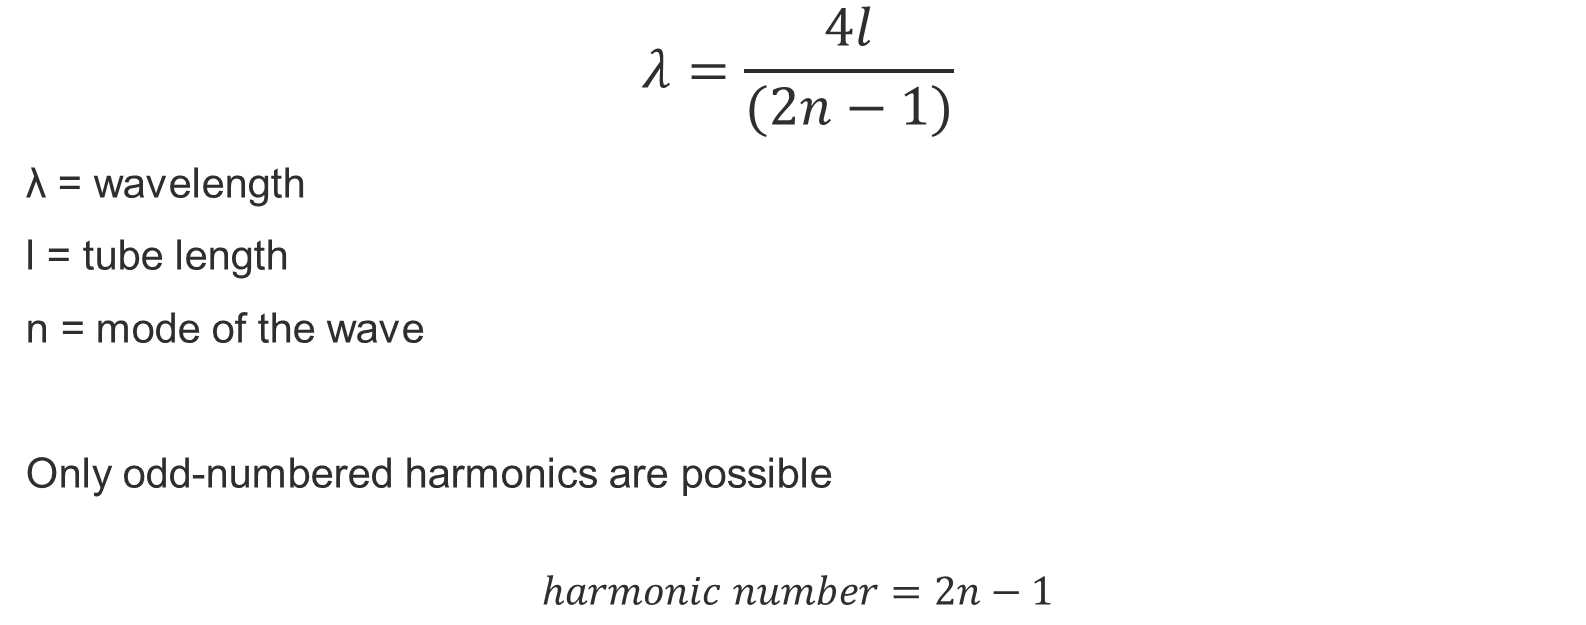 λ = 4l / (2n − 1)
λ = wavelength
l = tube length
n = mode of the wave
Only odd-numbered harmonics are possible
harmonic number = 2n − 1